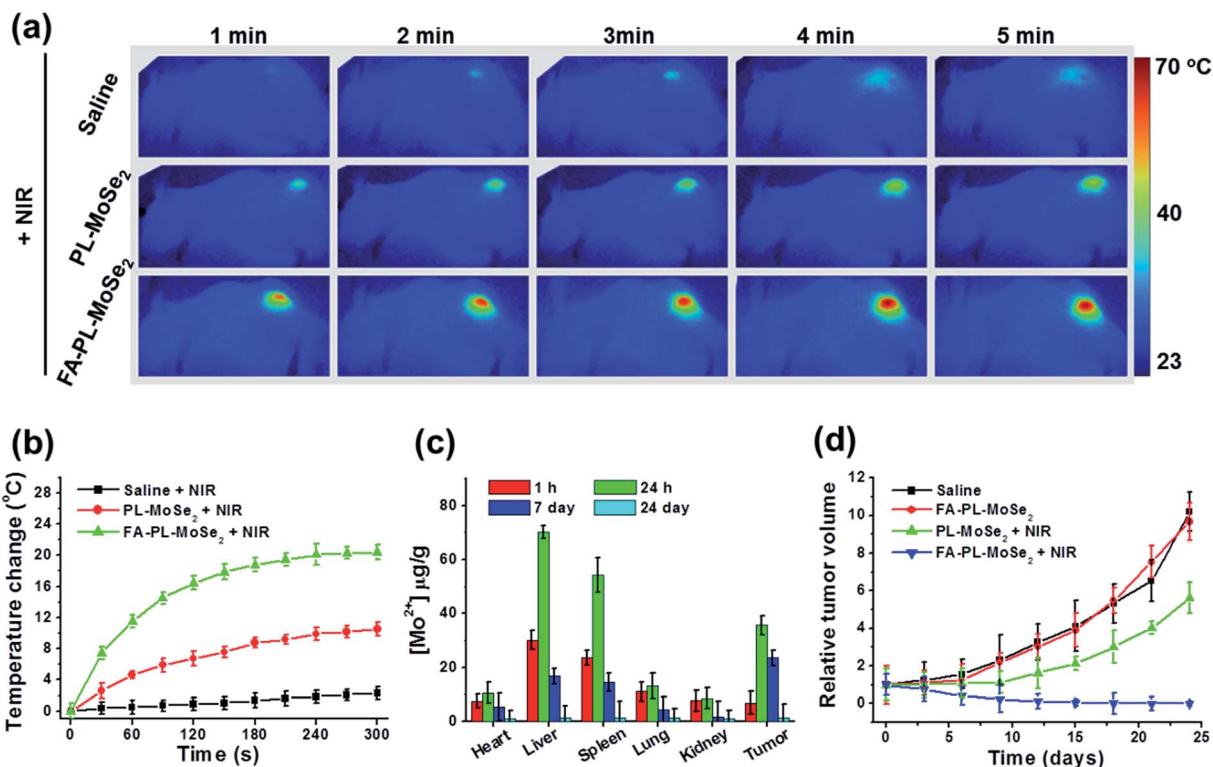 (a)
1 min 2 min 3min 4 min 5 min
+ NIR
Saline
PL-MoSe2
FA-PL-MoSe2
70 °C
40
23
(b)
Temperature change (°C)
28
24
20
16
12
8
4
0
Saline + NIR
PL-MoSe2 + NIR
FA-PL-MoSe2 + NIR
0 60 120 180 240 300
Time (s)
(c)
[Mo2+] µg/g
80
60
40
20
0
1 h 24 h
7 day 24 day
Heart Liver Spleen Lung Kidney Tumor
(d)
Relative tumor volume
12
10
8
6
4
2
0
Saline
FA-PL-MoSe2
PL-MoSe2 + NIR
FA-PL-MoSe2 + NIR
0 5 10 15 20 25
Time (days)